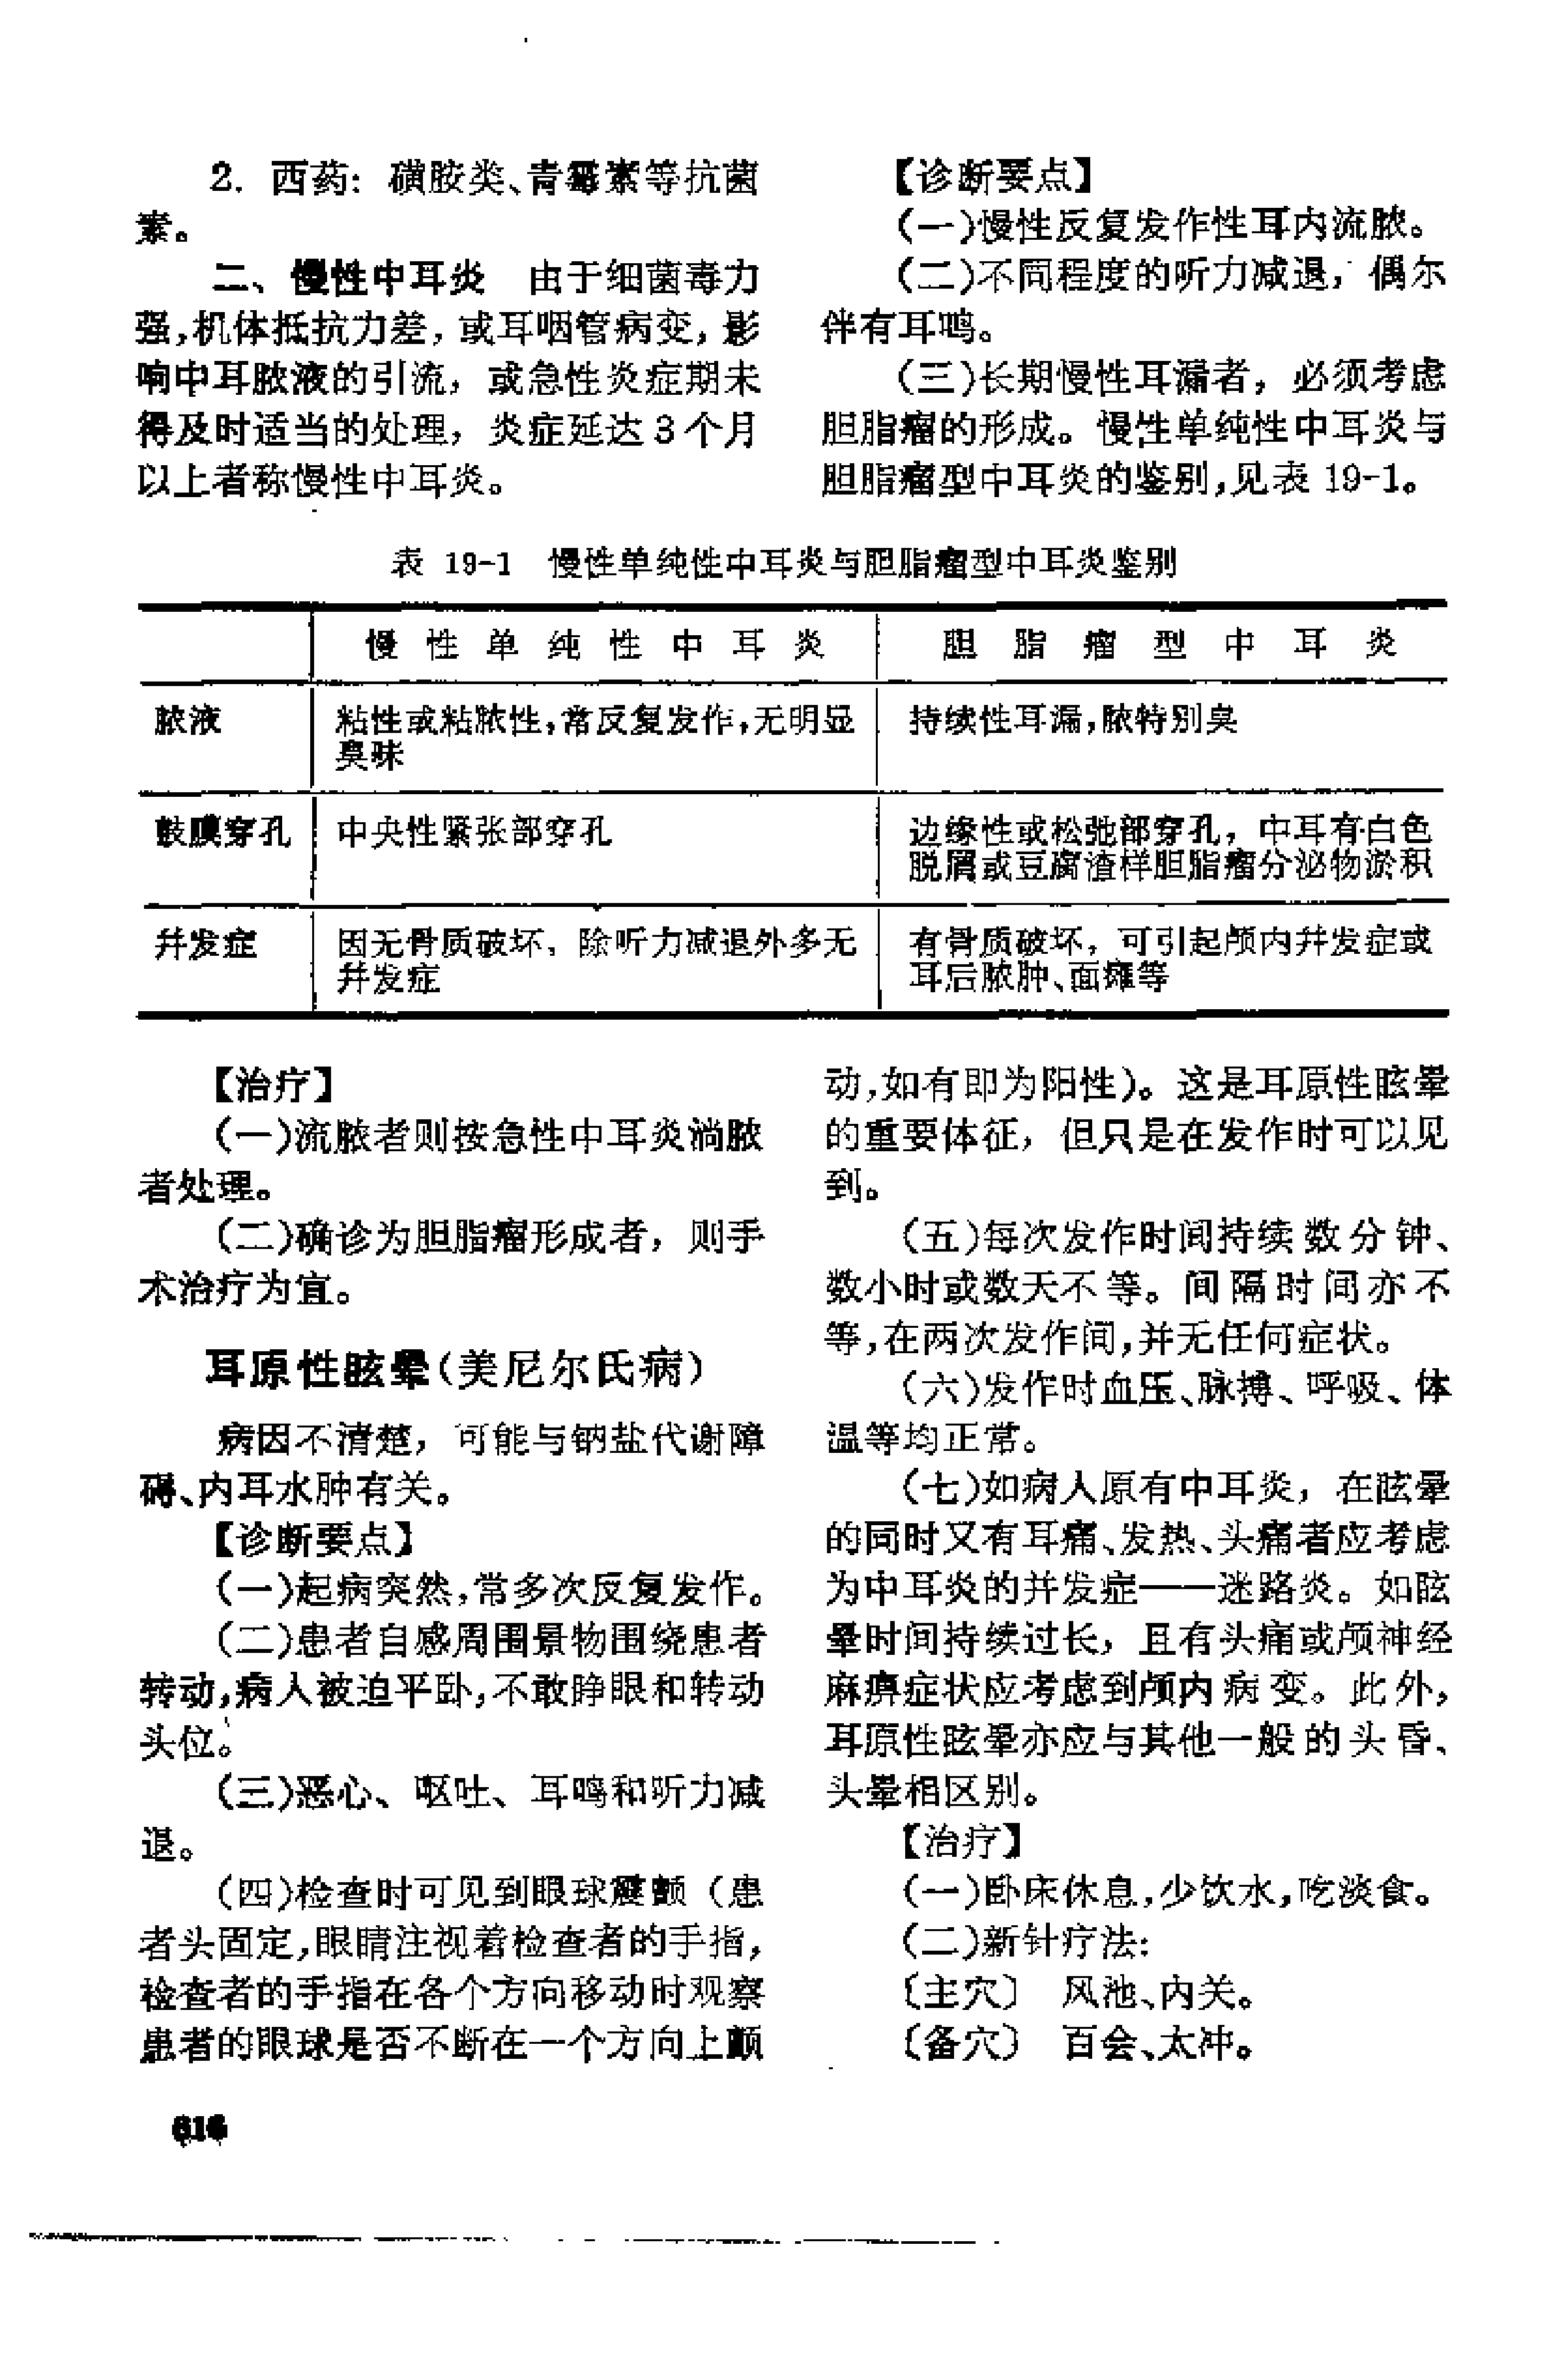 2. 西药: 磺胺类、青霉素等抗菌
素。
二、慢性中耳炎　由于细菌毒力
强,机体抵抗力差, 或耳咽管病变, 影
响中耳脓液的引流, 或急性炎症期未
得及时适当的处理, 炎症延达 3 个月
以上者称慢性中耳炎。
【诊断要点】
(一)慢性反复发作性耳内流脓。
(二)不同程度的听力减退, 偶尔
伴有耳鸣。
(三)长期慢性耳漏者, 必须考虑
胆脂瘤的形成。慢性单纯性中耳炎与
胆脂瘤型中耳炎的鉴别,见表 19-1。
表 19-1　慢性单纯性中耳炎与胆脂瘤型中耳炎鉴别
慢性单纯性中耳炎　胆脂瘤型中耳炎
脓液　粘性或粘脓性,常反复发作,无明显　持续性耳漏,脓特别臭
臭味
鼓膜穿孔　中央性紧张部穿孔　边缘性或松弛部穿孔, 中耳有白色
脱屑或豆腐渣样胆脂瘤分泌物淤积
并发症　因无骨质破坏, 除听力减退外多无　有骨质破坏, 可引起颅内并发症或
并发症　耳后脓肿、面瘫等
【治疗】
(一)流脓者则按急性中耳炎淌脓
者处理。
(二)确诊为胆脂瘤形成者, 则手
术治疗为宜。
耳原性眩晕(美尼尔氏病)
病因不清楚, 可能与钠盐代谢障
碍、内耳水肿有关。
【诊断要点】
(一)起病突然,常多次反复发作。
(二)患者自感周围景物围绕患者
转动,病人被迫平卧,不敢睁眼和转动
头位。
(三)恶心、呕吐、耳鸣和听力减
退。
(四)检查时可见到眼球震颤 (患
者头固定,眼睛注视着检查者的手指,
检查者的手指在各个方向移动时观察
患者的眼球是否不断在一个方向上颤
动,如有即为阳性)。这是耳原性眩晕
的重要体征, 但只是在发作时可以见
到。
(五)每次发作时间持续数分钟、
数小时或数天不等。间隔时间亦不
等,在两次发作间,并无任何症状。
(六)发作时血压、脉搏、呼吸、体
温等均正常。
(七)如病人原有中耳炎, 在眩晕
的同时又有耳痛、发热、头痛者应考虑
为中耳炎的并发症——迷路炎。如眩
晕时间持续过长, 且有头痛或颅神经
麻痹症状应考虑到颅内病变。此外,
耳原性眩晕亦应与其他一般的头昏、
头晕相区别。
【治疗】
(一)卧床休息,少饮水,吃淡食。
(二)新针疗法:
〔主穴〕　风池、内关。
〔备穴〕　百会、太冲。
616